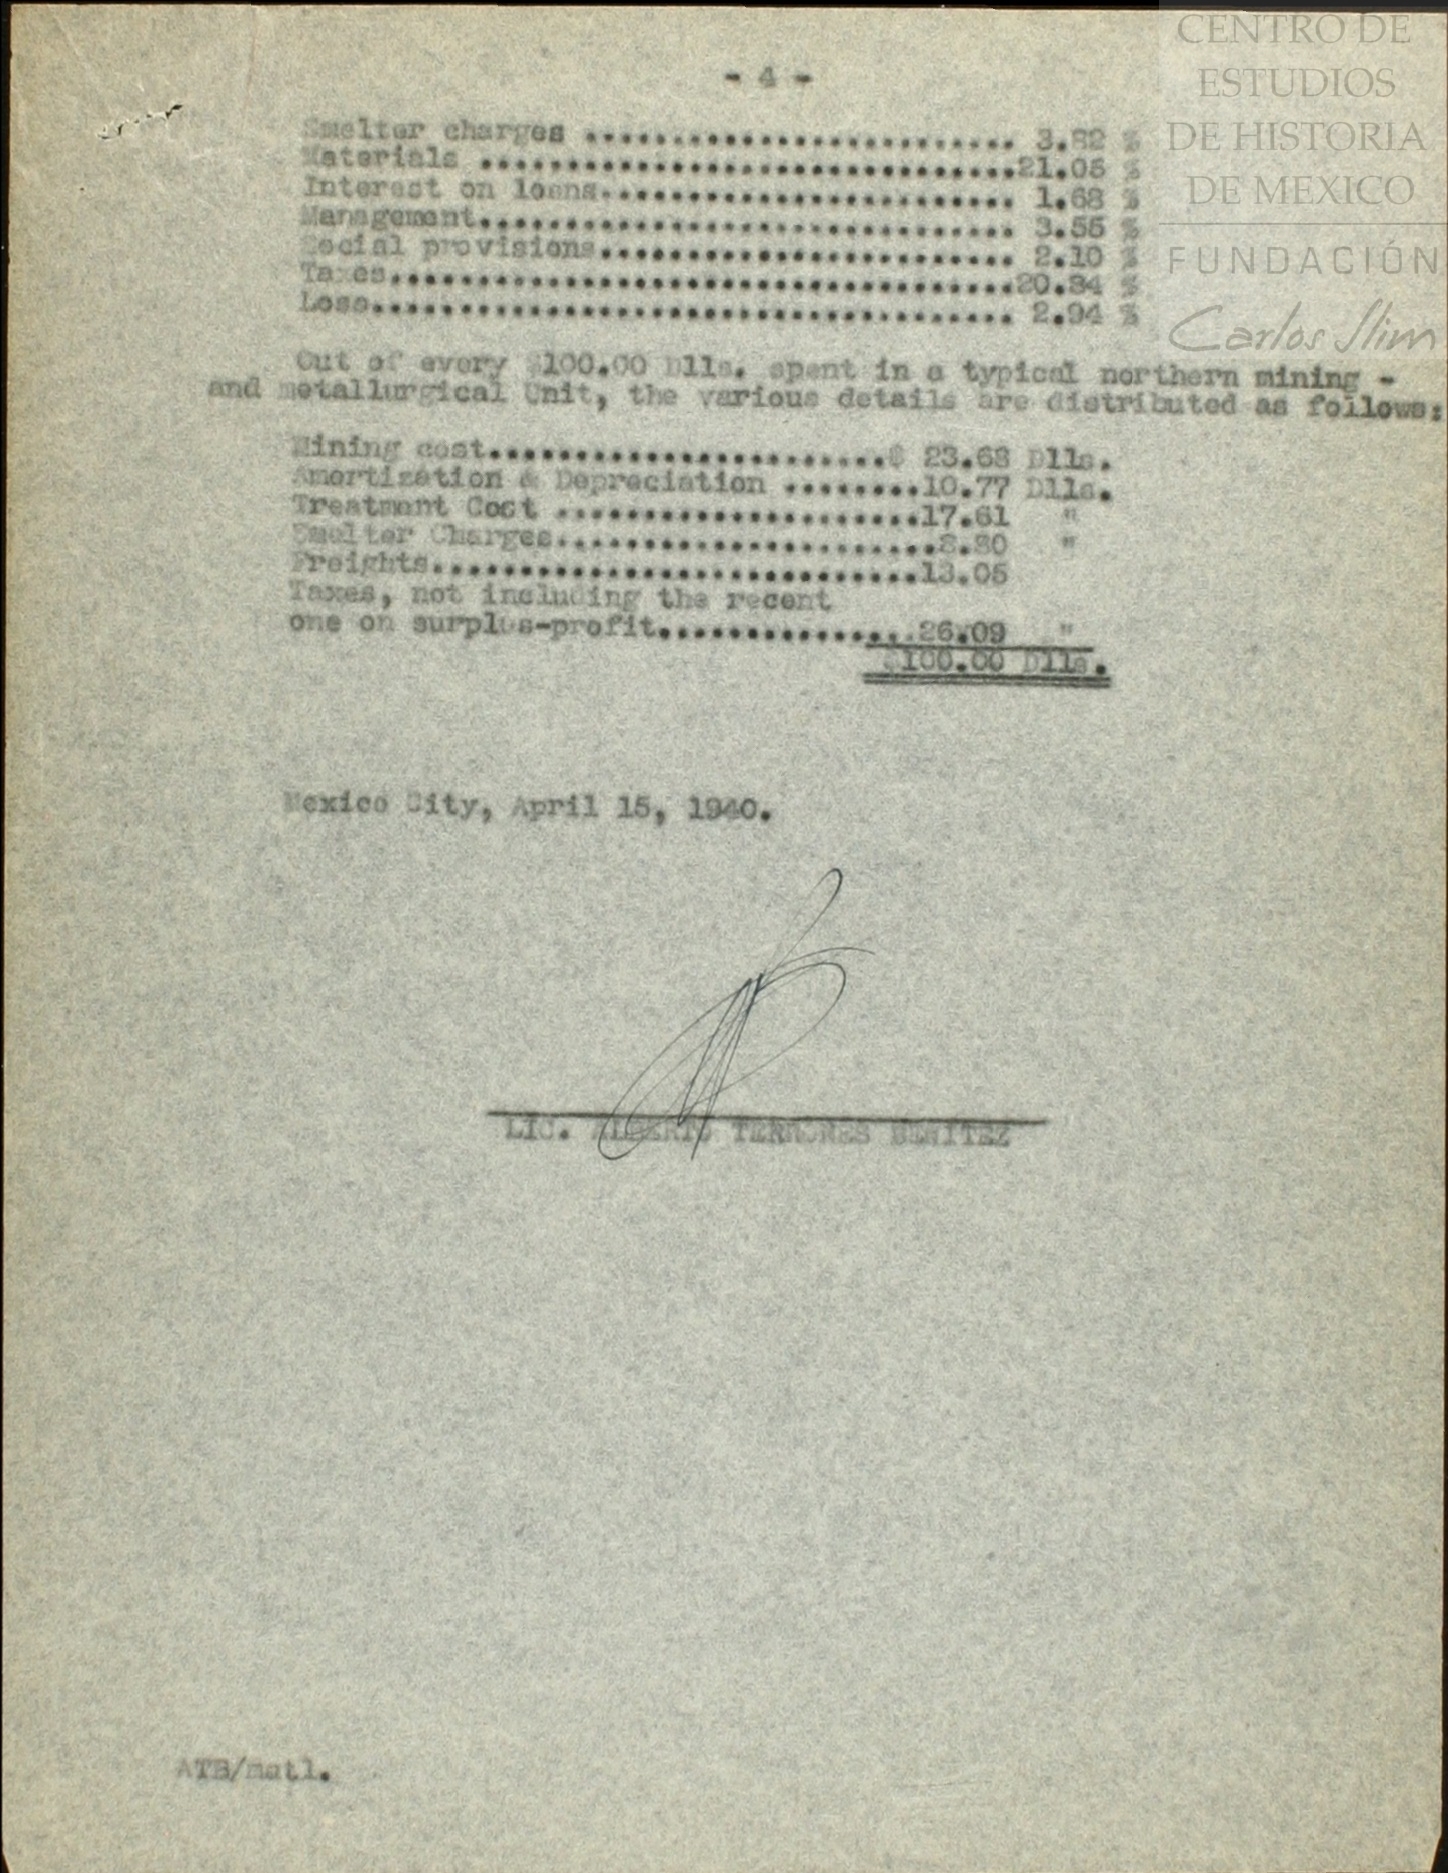 - 4 -
Smelter charges ............................ 3.82 %
Materials ..................................21.05 %
Interest on loans........................... 1.68 %
Management................................... 3.55 %
Social provisions........................... 2.10 %
Taxes........................................20.84 %
Loss......................................... 2.94 %
Out of every $100.00 Dlls. spent in a typical northern mining -
and metallurgical Unit, the various details are distributed as follows:
Mining cost.......................$ 23.68 Dlls.
Amortization & Depreciation ........10.77 Dlls.
Treatment Cost .....................17.61 "
Smelter Charges......................8.80 "
Freights............................13.05
Taxes, not including the recent
one on surplus-profit...............26.09 "
$100.00 Dlls.
Mexico City, April 15, 1940.
LIC. ALBERTO TERRONES BENITEZ
ATB/matl.
CENTRO DE
ESTUDIOS
DE HISTORIA
DE MEXICO
FUNDACIÓN
Carlos Slim